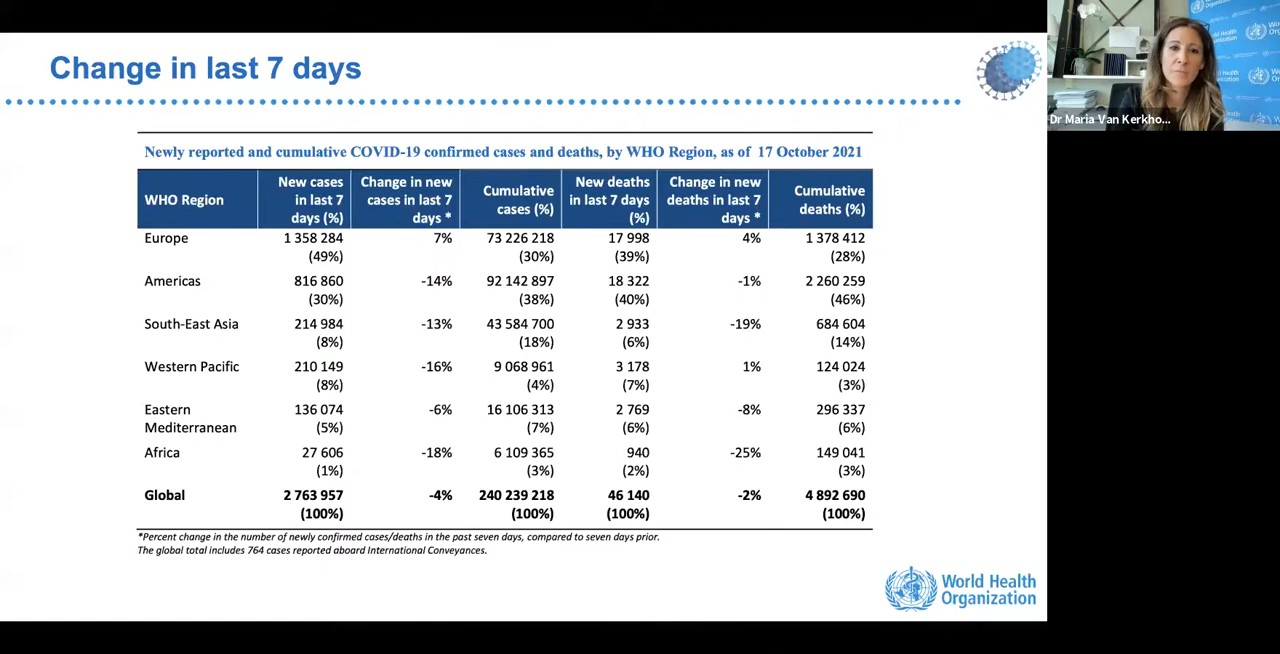 Change in last 7 days
Newly reported and cumulative COVID-19 confirmed cases and deaths, by WHO Region, as of 17 October 2021
WHO Region
New cases
in last 7
days (%)
Change in new
cases in last 7
days *
Cumulative
cases (%)
New deaths
in last 7 days
(%)
Change in new
deaths in last 7
days *
Cumulative
deaths (%)
Europe 1 358 284 7% 73 226 218 17 998 4% 1 378 412
(49%) (30%) (39%) (28%)
Americas 816 860 -14% 92 142 897 18 322 -1% 2 260 259
(30%) (38%) (40%) (46%)
South-East Asia 214 984 -13% 43 584 700 2 933 -19% 684 604
(8%) (18%) (6%) (14%)
Western Pacific 210 149 -16% 9 068 961 3 178 1% 124 024
(8%) (4%) (7%) (3%)
Eastern 136 074 -6% 16 106 313 2 769 -8% 296 337
Mediterranean (5%) (7%) (6%) (6%)
Africa 27 606 -18% 6 109 365 940 -25% 149 041
(1%) (3%) (2%) (3%)
Global 2 763 957 -4% 240 239 218 46 140 -2% 4 892 690
(100%) (100%) (100%) (100%)
*Percent change in the number of newly confirmed cases/deaths in the past seven days, compared to seven days prior.
The global total includes 764 cases reported aboard International Conveyances.
World Health
Organization
Dr Maria Van Kerkho...
World Health